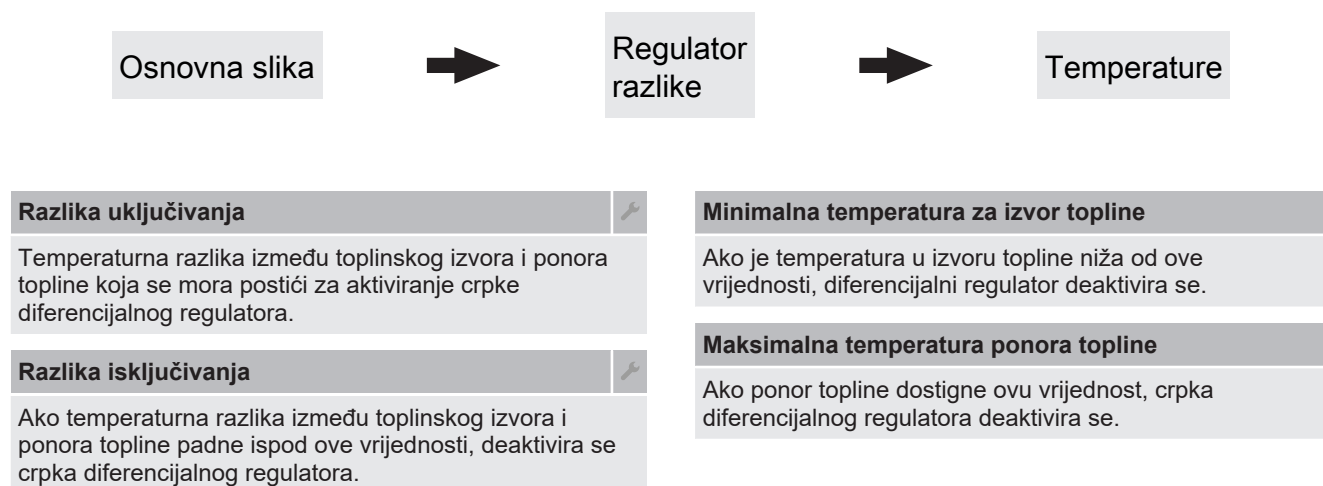 Osnovna slika
Regulator
razlike
Temperature
Razlika uključivanja
Temperaturna razlika između toplinskog izvora i ponora
topline koja se mora postići za aktiviranje crpke
diferencijalnog regulatora.
Razlika isključivanja
Ako temperaturna razlika između toplinskog izvora i
ponora topline padne ispod ove vrijednosti, deaktivira se
crpka diferencijalnog regulatora.
Minimalna temperatura za izvor topline
Ako je temperatura u izvoru topline niža od ove
vrijednosti, diferencijalni regulator deaktivira se.
Maksimalna temperatura ponora topline
Ako ponor topline dostigne ovu vrijednost, crpka
diferencijalnog regulatora deaktivira se.